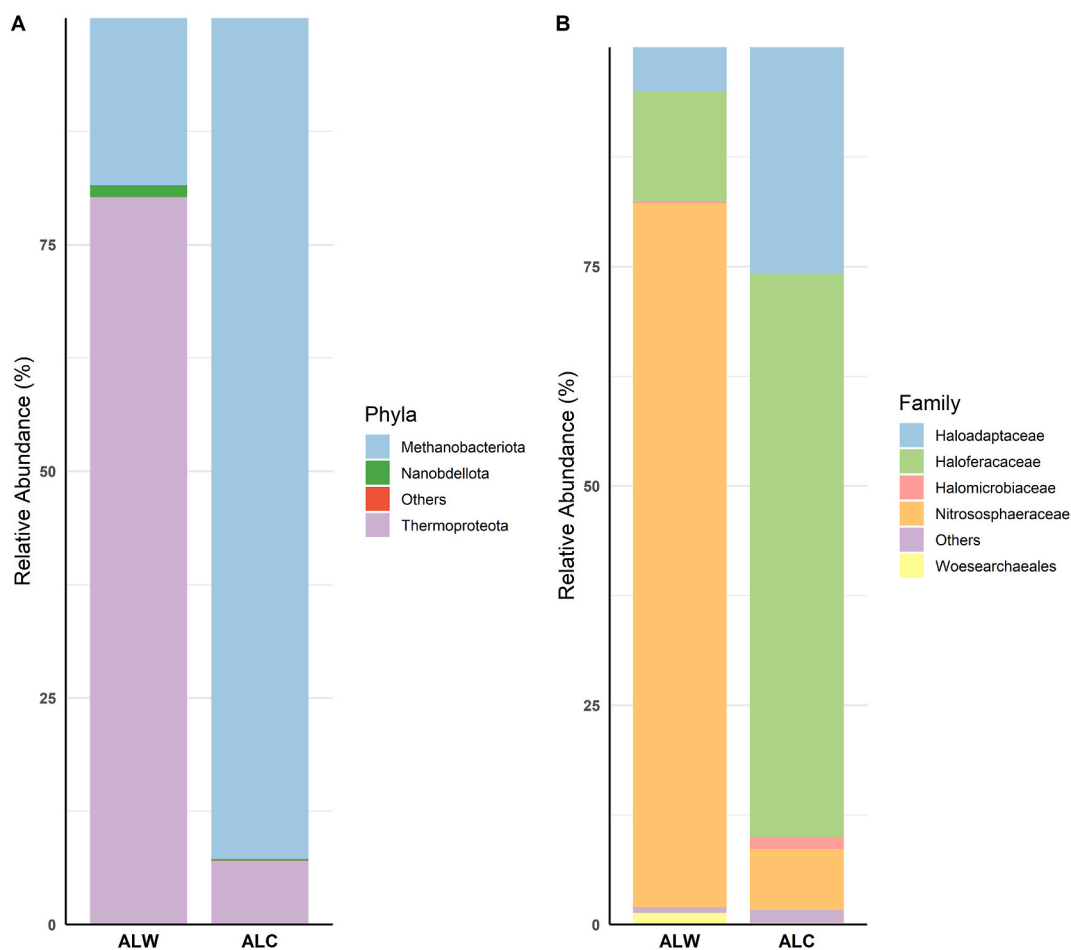 A
Relative Abundance (%)
75
50
25
0
ALW
ALC
Phyla
Methanobacteriota
Nanobdellota
Others
Thermoproteota
B
Relative Abundance (%)
75
50
25
0
ALW
ALC
Family
Haloadaptaceae
Haloferacaceae
Halomicrobiaceae
Nitrososphaeraceae
Others
Woesearchaeales